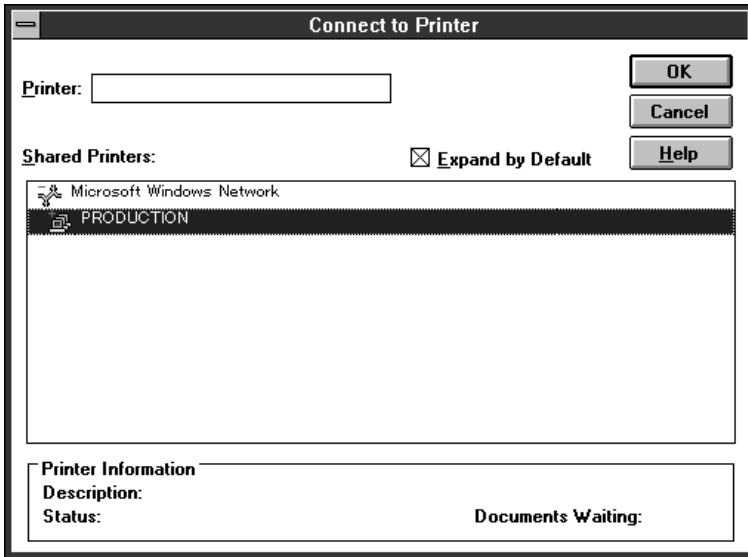 Connect to Printer
Printer:
OK
Cancel
Shared Printers:
Expand by Default
Help
Microsoft Windows Network
PRODUCTION
Printer Information
Description:
Status:
Documents Waiting: